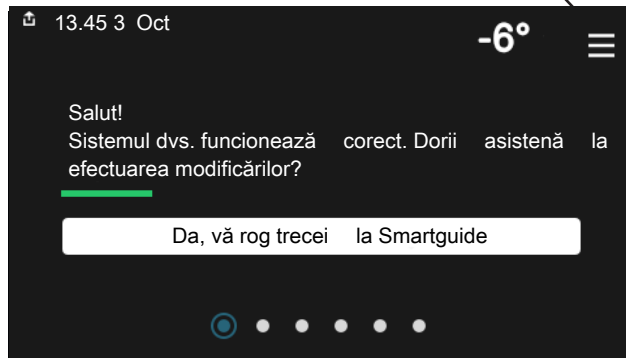 13.45 3 Oct
-6°
Salut!
Sistemul dvs. funcționează corect. Dorii asistenă la
efectuarea modificărilor?
Da, vă rog trecei la Smartguide